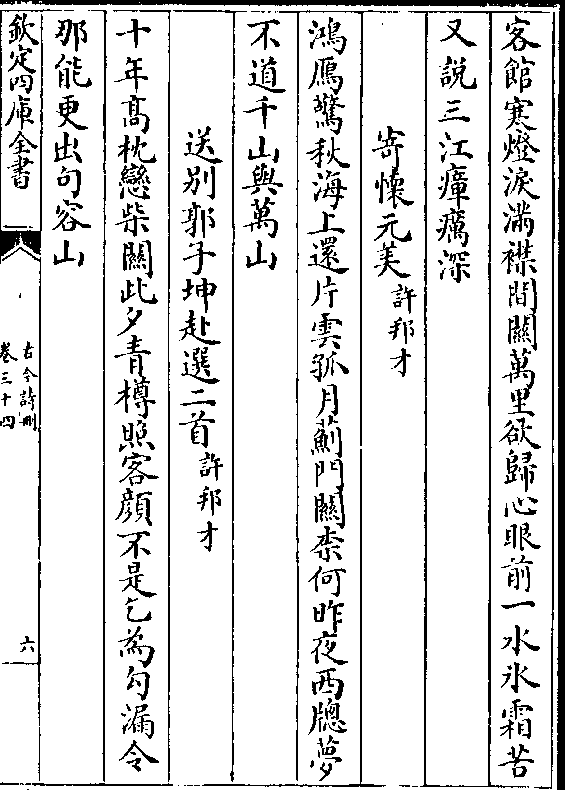 客館寒燈淚滿襟間關萬里欲歸心眼前一水氷霜苦
又説三江瘴癘深
寄懷元美許邦才
鴻鴈驚秋海上還片雲孤月薊門關柰何昨夜西牕夢
不道千山與萬山
送別郭子坤赴選二首許邦才
十年髙枕戀柴關此夕青樽照客顔不是乞為勾漏令
那能更出句容山
欽定四庫全書
古今詩刪
卷三十四
六